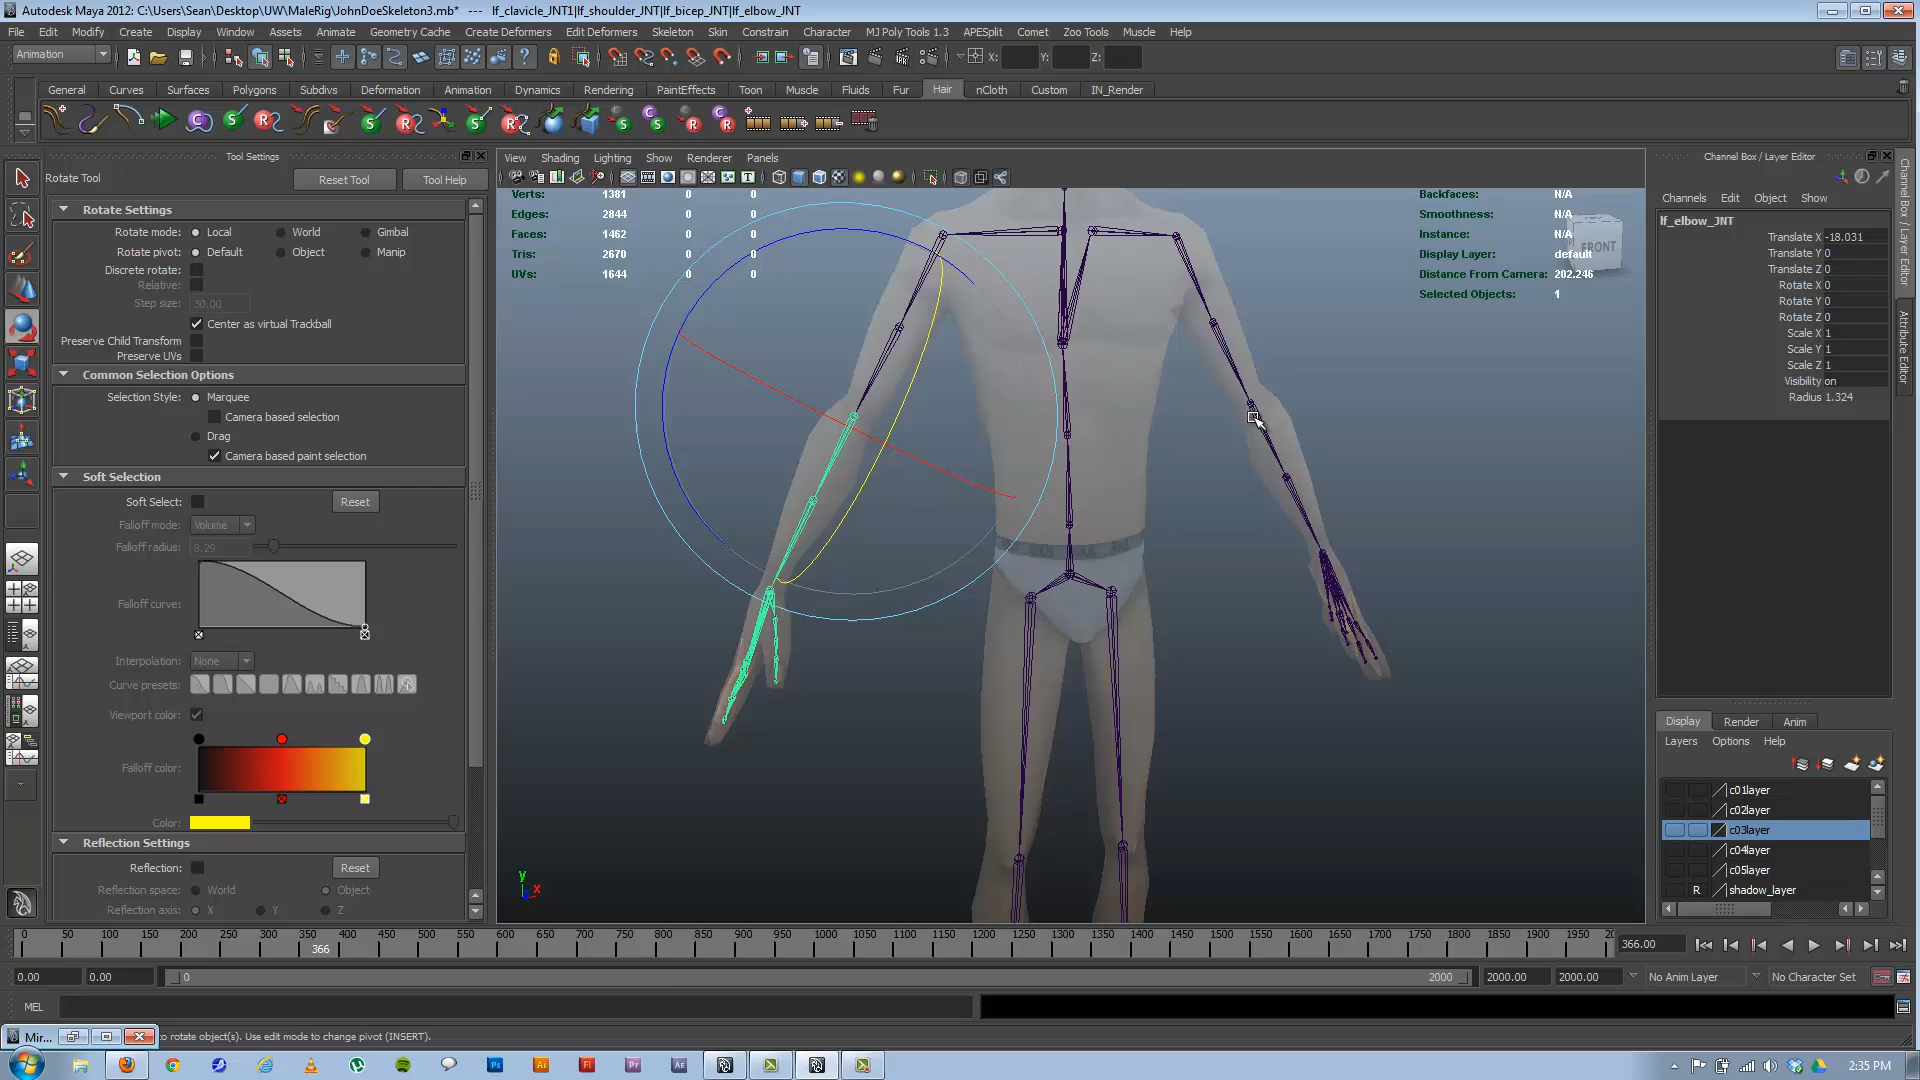 Autodesk Maya 2012: C:\Users\Sean\Desktop\UW\MaleRig\JohnDoeSkeleton3.mb* --- lf_clavicle_JNT1|lf_shoulder_JNT|lf_bicep_JNT|lf_elbow_JNT
File Edit Modify Create Display Window Assets Animate Geometry Cache Create Deformers Edit Deformers Skeleton Skin Constrain Character MJ Poly Tools 1.3 APESplit Comet Zoo Tools Muscle Help
Animation X: Y: Z:
General Curves Surfaces Polygons Subdivs Deformation Animation Dynamics Rendering PaintEffects Toon Muscle Fluids Fur Hair nCloth Custom IN_Render
Tool Settings
Rotate Tool Reset Tool Tool Help
Rotate Settings
Rotate mode: Local World Gimbal
Rotate pivot: Default Object Manip
Discrete rotate:
Relative:
Step size: 30.00
Center as virtual Trackball
Preserve Child Transform
Preserve UVs
Common Selection Options
Selection Style: Marquee
Camera based selection
Drag
Camera based paint selection
Soft Selection
Soft Select: Reset
Falloff mode: Volume
Falloff radius: 8.29
Falloff curve:
Interpolation: None
Curve presets:
Viewport color:
Falloff color:
Color:
Reflection Settings
Reflection: Reset
Reflection space: World Object
Reflection axis: X Y Z
View Shading Lighting Show Renderer Panels
Verts: 1381 0 0
Edges: 2844 0 0
Faces: 1462 0 0
Tris: 2670 0 0
UVs: 1644 0 0
Backfaces: N/A
Smoothness: N/A
Instance: N/A
Display Layer: default
Distance From Camera: 202.246
Selected Objects: 1
FRONT
y
x
Channel Box / Layer Editor
Channels Edit Object Show
lf_elbow_JNT
Translate X -18.031
Translate Y 0
Translate Z 0
Rotate X 0
Rotate Y 0
Rotate Z 0
Scale X 1
Scale Y 1
Scale Z 1
Visibility on
Radius 1.324
Channel Box / Layer Editor
Attribute Editor
Display Render Anim
Layers Options Help
c01layer
c02layer
c03layer
c04layer
c05layer
R shadow_layer
0 50 100 150 200 250 300 350 400 450 500 550 600 650 700 750 800 850 900 950 1000 1050 1100 1150 1200 1250 1300 1350 1400 1450 1500 1550 1600 1650 1700 1750 1800 1850 1900 1950
366
366.00
0.00 0.00 0 2000 2000.00 2000.00 No Anim Layer No Character Set
MEL
Mir... to rotate object(s). Use edit mode to change pivot (INSERT).
2:35 PM